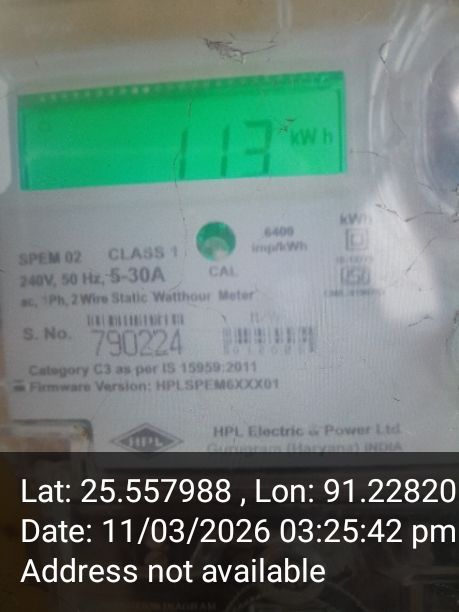 113 kWh
kWh
6400
imp/kWh
SPEM 02 CLASS 1
CAL
240V, 50 Hz, 5-30A
ac, 1Ph, 2 Wire Static Watthour Meter
S. No. 790224
Category C3 as per IS 15959:2011
Firmware Version: HPLSPEM6XXX01
HPL
HPL Electric & Power Ltd
Gurugram (Haryana) INDIA
Lat: 25.557988 , Lon: 91.22820
Date: 11/03/2026 03:25:42 pm
Address not available